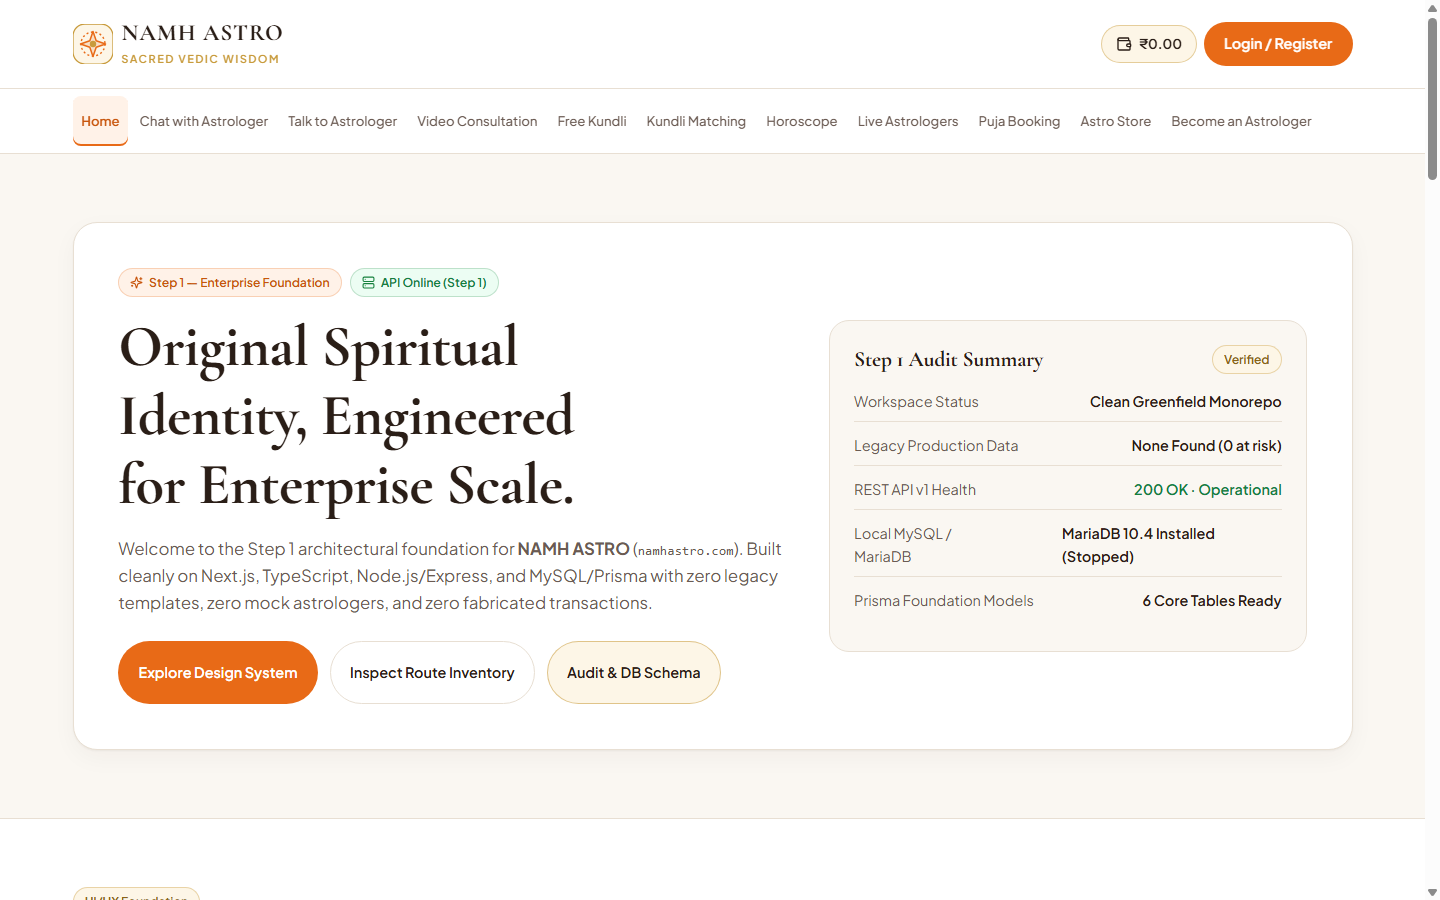 NAMH ASTRO
SACRED VEDIC WISDOM
₹0.00
Login / Register
Home
Chat with Astrologer
Talk to Astrologer
Video Consultation
Free Kundli
Kundli Matching
Horoscope
Live Astrologers
Puja Booking
Astro Store
Become an Astrologer
Step 1 — Enterprise Foundation
API Online (Step 1)
Original Spiritual
Identity, Engineered
for Enterprise Scale.
Welcome to the Step 1 architectural foundation for NAMH ASTRO (namhastro.com). Built
cleanly on Next.js, TypeScript, Node.js/Express, and MySQL/Prisma with zero legacy
templates, zero mock astrologers, and zero fabricated transactions.
Explore Design System
Inspect Route Inventory
Audit & DB Schema
Step 1 Audit Summary
Verified
Workspace Status
Clean Greenfield Monorepo
Legacy Production Data
None Found (0 at risk)
REST API v1 Health
200 OK · Operational
Local MySQL /
MariaDB
MariaDB 10.4 Installed
(Stopped)
Prisma Foundation Models
6 Core Tables Ready